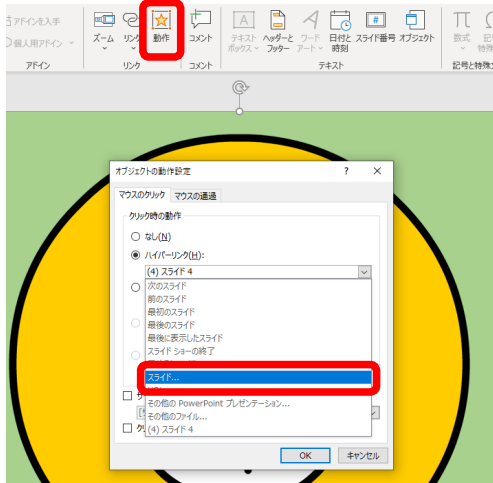 アドインを入手
個人用アドイン
ズーム
リンク
動作
コメント
テキスト ボックス
ヘッダーと フッター
ワード アート
日付と 時刻
スライド番号
オブジェクト
数式
アドイン
リンク
コメント
テキスト
記号と特殊
オブジェクトの動作設定
? ×
マウスのクリック マウスの通過
クリック時の動作
なし(N)
ハイパーリンク(H):
(4) スライド 4
次のスライド
前のスライド
最初のスライド
最後のスライド
最後に表示したスライド
スライド ショーの終了
スライド...
その他の PowerPoint プレゼンテーション...
その他のファイル...
(4) スライド 4
OK キャンセル